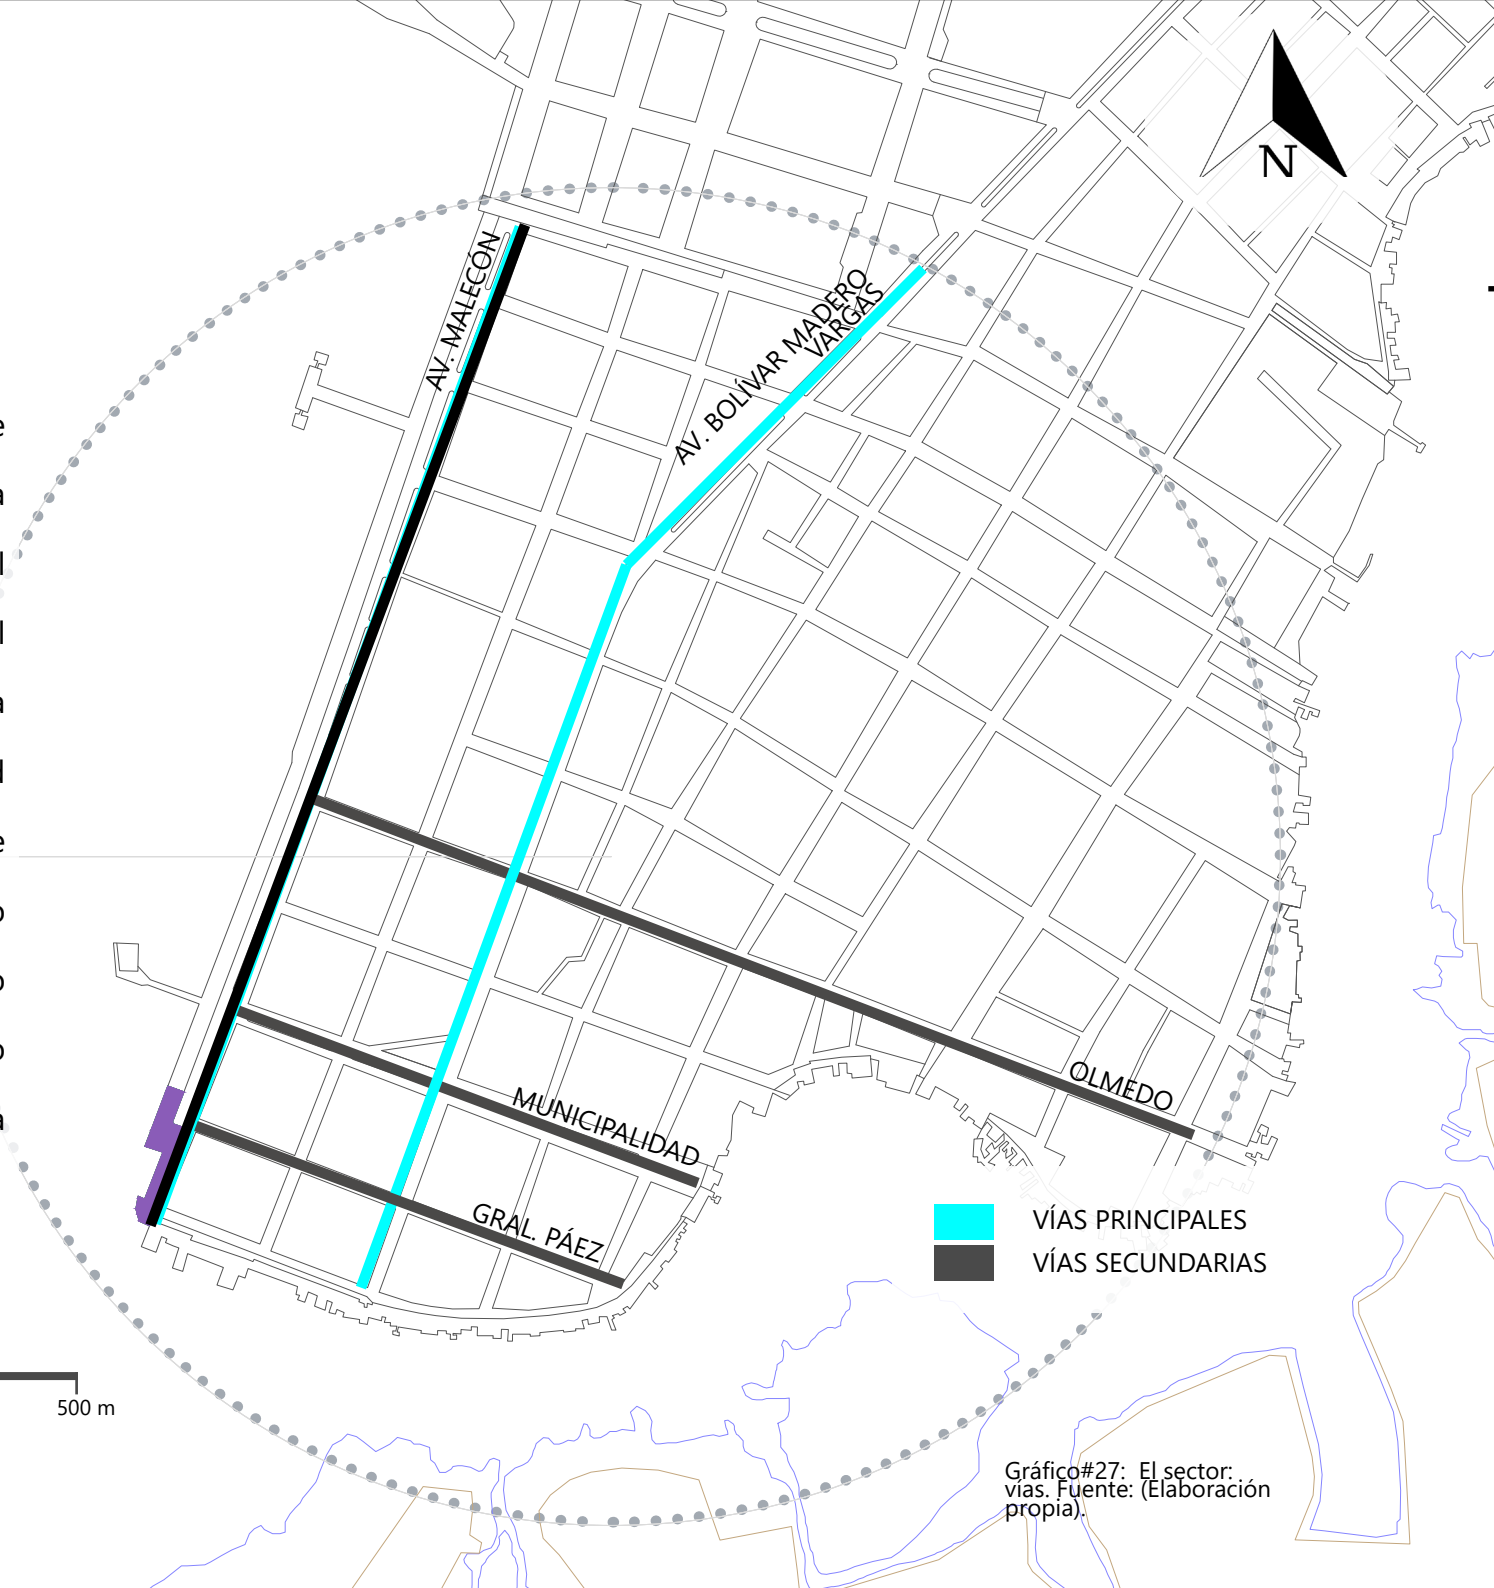 N
AV. MALECÓN
AV. BOLÍVAR MADERO
VARGAS
e
a
l
l
a
d
e
o
o
o
a
OLMEDO
MUNICIPALIDAD
GRAL. PÁEZ
VÍAS PRINCIPALES
VÍAS SECUNDARIAS
500 m
Gráfico#27: El sector:
vías. Fuente: (Elaboración
propia).